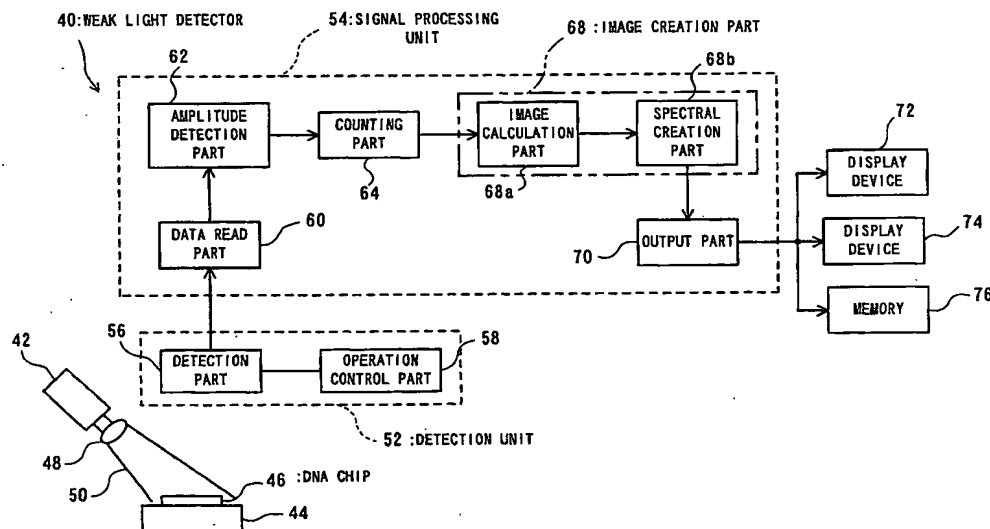 40:WEAK LIGHT DETECTOR
54:SIGNAL PROCESSING
UNIT
68 :IMAGE CREATION PART
62
68b
AMPLITUDE
DETECTION
PART
COUNTING
PART
IMAGE
CALCULATION
PART
SPECTRAL
CREATION
PART
64
68a
72
DISPLAY
DEVICE
DATA READ
PART
60
70
OUTPUT PART
DISPLAY
DEVICE
74
MEMORY
76
56
DETECTION
PART
OPERATION
CONTROL PART
58
42
52 :DETECTION UNIT
48
46 :DNA CHIP
50
44